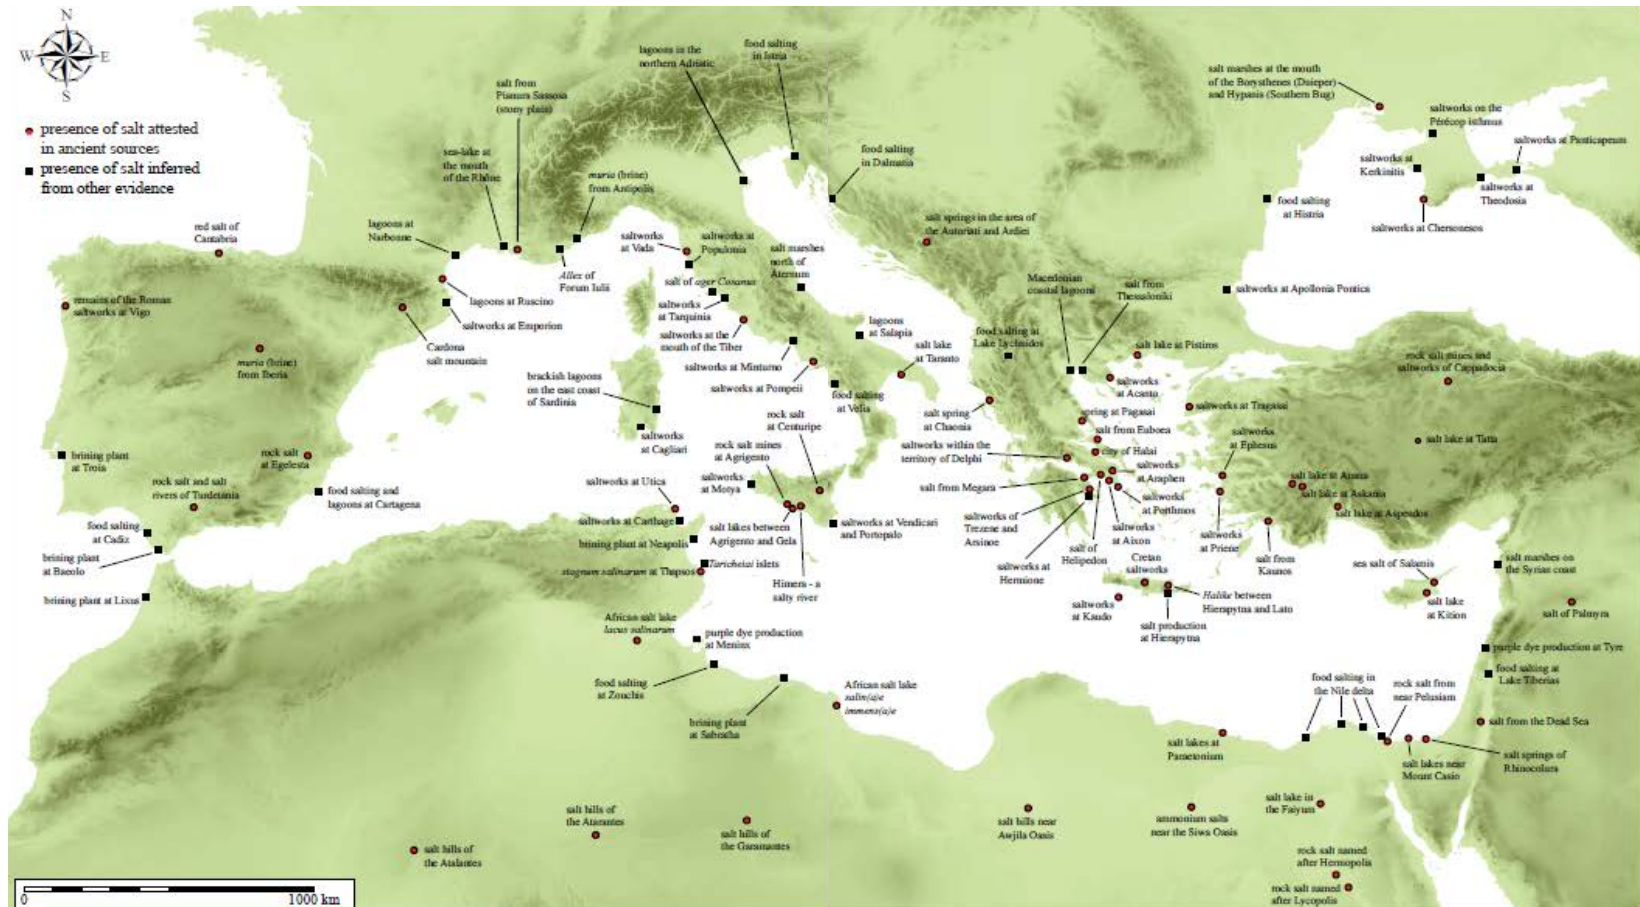 N
W
E
S
presence of salt attested
in ancient sources
presence of salt inferred
from other evidence
lagoons in the
northern Adriatic
food salting
in Istria
salt from
Pianura Sassosa
(stony plain)
sea-lake at
the mouth
of the Rhône
muria (brine)
from Antipolis
food salting
in Dalmatia
salt marshes at the mouth
of the Borysthenes (Dnieper)
and Hypanis (Southern Bug)
saltworks on the
Pérécop isthmus
saltworks at Panticapeum
saltworks at
Kerkinitis
saltworks at
Theodosia
food salting
at Histria
saltworks at Chersonesos
red salt of
Cantabria
lagoons at
Narbonne
Allex of
Forum Iulii
saltworks
at Vada
saltworks at
Populonia
salt marshes
north of
Aternum
salt springs in the area of
the Autoriati and Ardiei
remains of the Roman
saltworks at Vigo
lagoons at Ruscino
saltworks at Emporion
Cardona
salt mountain
muria (brine)
from Iberia
salt of ager Cosanus
saltworks
at Tarquinia
saltworks at the
mouth of the Tiber
saltworks at Minturno
saltworks at Pompeii
lagoons
at Salapia
salt lake
at Taranto
food salting
at Velia
Macedonian
coastal lagoons
salt from
Thessaloniki
saltworks at Apollonia Pontica
food salting at
Lake Lychnidos
salt lake at Pistiros
saltworks
at Acanto
rock salt mines and
saltworks of Cappadocia
brackish lagoons
on the east coast
of Sardinia
saltworks
at Cagliari
rock salt
at Centuripe
rock salt mines
at Agrigento
saltworks
at Motya
salt spring
at Chaonia
spring at Pagasai
salt from Euboea
city of Halai
saltworks at Tragasai
saltworks
at Ephesus
salt lake at Tatta
saltworks within the
territory of Delphi
salt from Megara
saltworks
at Araphen
saltworks
at Porthmos
salt lake at Anava
salt lake at Askania
salt lake at Aspendos
brining plant
at Troia
rock salt
at Egelesta
rock salt and salt
rivers of Turdetania
food salting and
lagoons at Cartagena
food salting
at Cadiz
brining plant
at Baeolo
brining plant at Lixus
saltworks at Utica
saltworks at Carthage
brining plant at Neapolis
stagnum salinarum at Thapsos
Taricheiai islets
salt lakes between
Agrigento and Gela
Himera - a
salty river
saltworks at Vendicari
and Portopalo
saltworks of
Trezene and
Arsinoe
saltworks at
Hermione
salt of
Helipedon
saltworks
at Aixon
Cretan
saltworks
saltworks
at Priene
salt from
Kaunos
saltworks
at Kaudo
Halike between
Hierapytna and Lato
salt production
at Hierapytna
sea salt of Salamis
salt lake
at Kition
salt marshes on
the Syrian coast
salt of Palmyra
purple dye production at Tyre
food salting at
Lake Tiberias
salt from the Dead Sea
African salt lake
lacus salinarum
purple dye production
at Meninx
food salting
at Zouchis
brining plant
at Sabratha
African salt lake
salin(a)e
immens(a)e
food salting in
the Nile delta
rock salt from
near Pelusium
salt lakes at
Paraetonium
salt lakes near
Mount Casio
salt springs of
Rhinocolura
salt hills of
the Atarantes
salt hills of
the Garamantes
salt hills of
the Atalantes
salt hills near
Awjila Oasis
ammonium salts
near the Siwa Oasis
salt lake in
the Faiyum
rock salt named
after Hermopolis
rock salt named
after Lycopolis
0
1000 km